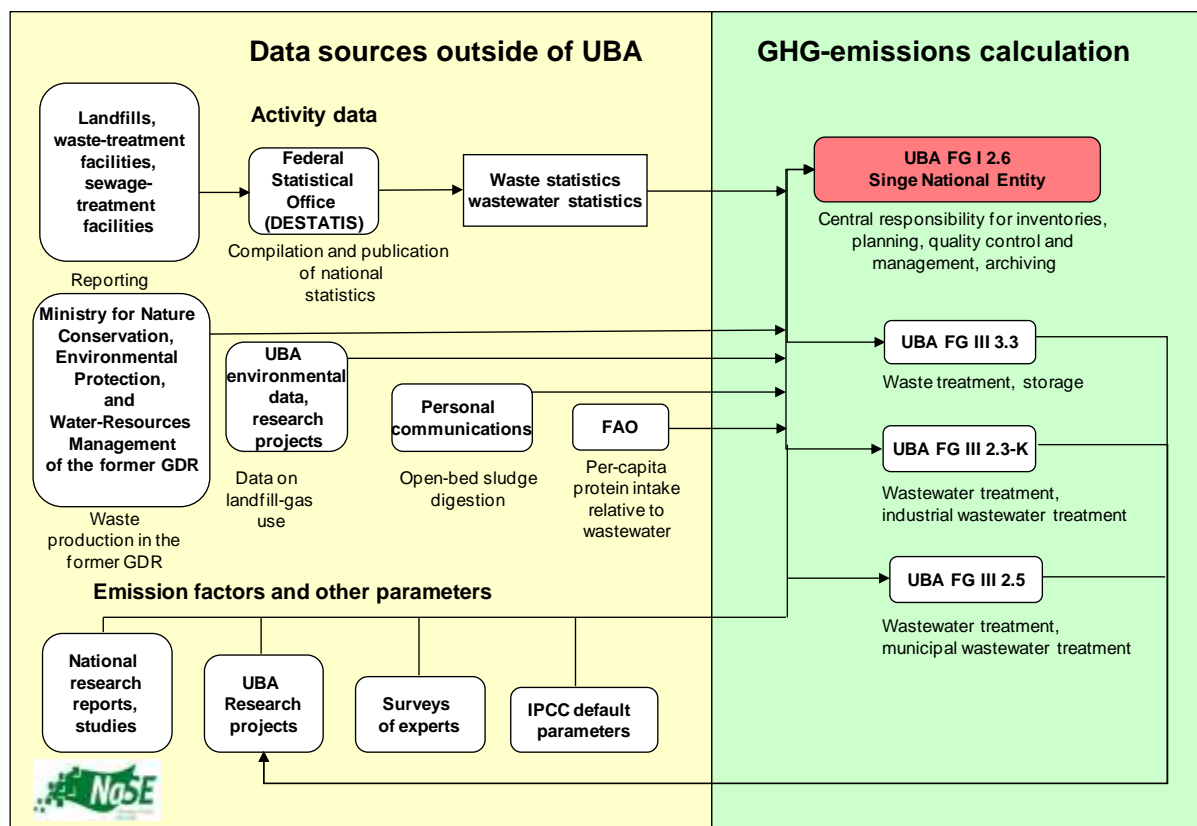 Data sources outside of UBA
GHG-emissions calculation
Activity data
Landfills,
waste-treatment
facilities,
sewage-
treatment
facilities
Reporting
Federal
Statistical
Office
(DESTATIS)
Compilation and publication
of national
statistics
Waste statistics
wastewater statistics
UBA FG I 2.6
Singe National Entity
Central responsibility for inventories,
planning, quality control and
management, archiving
Ministry for Nature
Conservation,
Environmental
Protection,
and
Water-Resources
Management
of the former GDR
Waste
production in the
former GDR
UBA
environmental
data,
research
projects
Data on
landfill-gas
use
Personal
communications
Open-bed sludge
digestion
FAO
Per-capita
protein intake
relative to
wastewater
UBA FG III 3.3
Waste treatment, storage
UBA FG III 2.3-K
Wastewater treatment,
industrial wastewater treatment
UBA FG III 2.5
Wastewater treatment,
municipal wastewater treatment
Emission factors and other parameters
National
research
reports,
studies
UBA
Research
projects
Surveys
of experts
IPCC default
parameters
NaSE